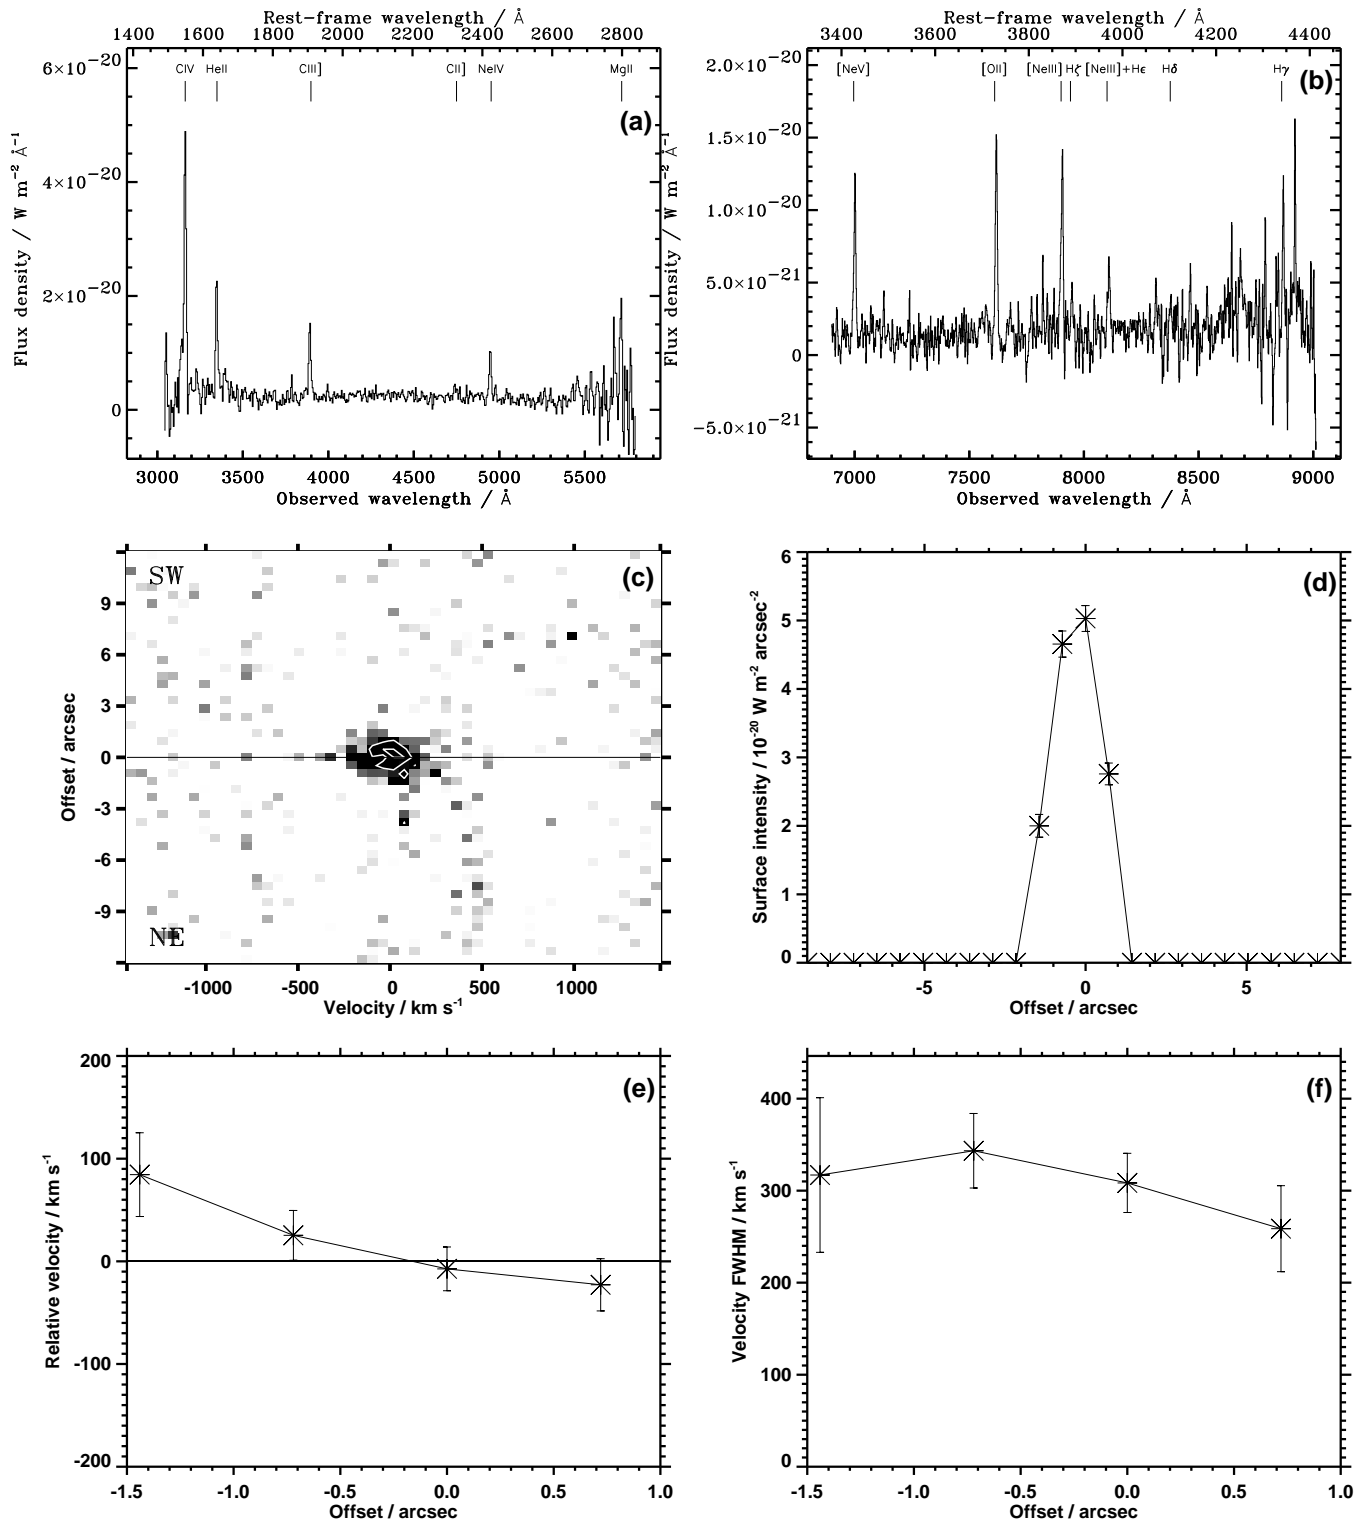 Rest-frame wavelength / Å
1400 1600 1800 2000 2200 2400 2600 2800
CIV HeII CIII] CII] NeIV MgII
(a)
6×10⁻²⁰
4×10⁻²⁰
2×10⁻²⁰
0
Flux density / W m⁻² Å⁻¹
3000 3500 4000 4500 5000 5500
Observed wavelength / Å
Rest-frame wavelength / Å
3400 3600 3800 4000 4200 4400
[NeV] [OII] [NeIII] Hζ [NeIII]+Hε Hδ Hγ
(b)
2.0×10⁻²⁰
1.5×10⁻²⁰
1.0×10⁻²⁰
5.0×10⁻²¹
0
−5.0×10⁻²¹
Flux density / W m⁻² Å⁻¹
7000 7500 8000 8500 9000
Observed wavelength / Å
SW
(c)
9
6
3
0
-3
-6
-9
NE
Offset / arcsec
-1000 -500 0 500 1000
Velocity / km s⁻¹
(d)
6
5
4
3
2
1
0
Surface intensity / 10⁻²⁰ W m⁻² arcsec⁻²
-5 0 5
Offset / arcsec
(e)
200
100
0
-100
-200
Relative velocity / km s⁻¹
-1.5 -1.0 -0.5 0.0 0.5 1.0
Offset / arcsec
(f)
400
300
200
100
0
Velocity FWHM / km s⁻¹
-1.5 -1.0 -0.5 0.0 0.5 1.0
Offset / arcsec